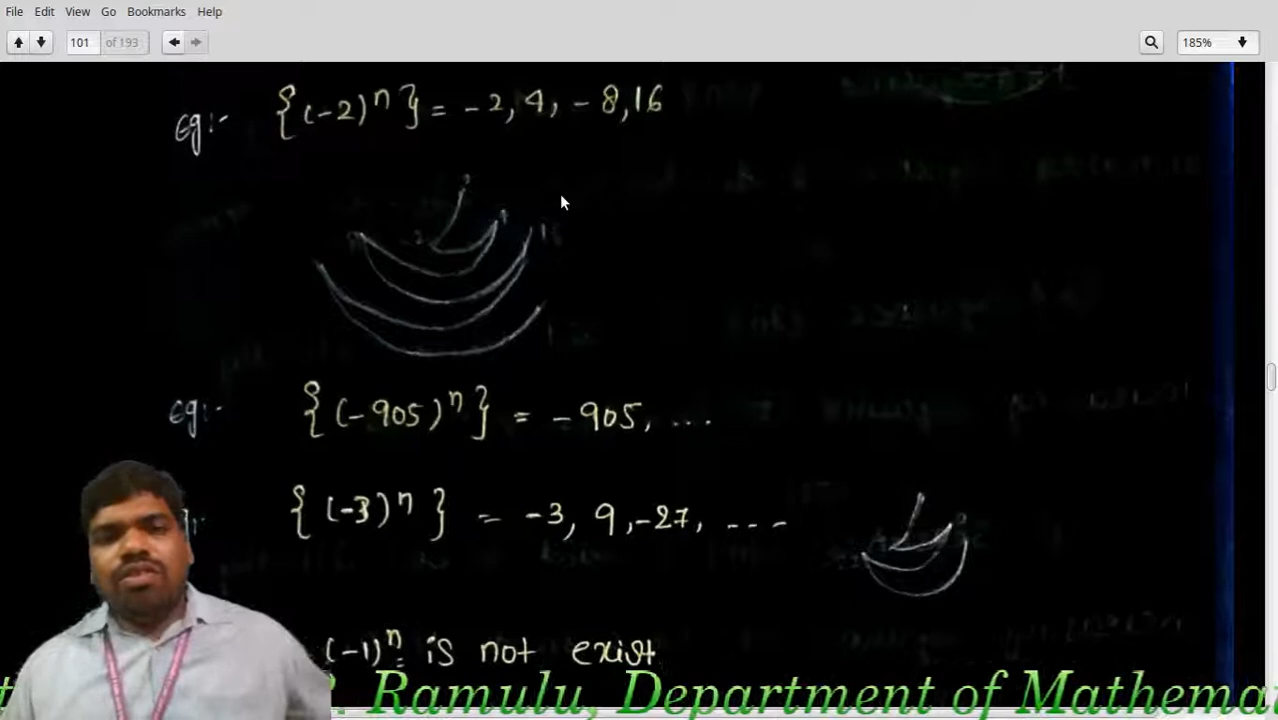 File Edit View Go Bookmarks Help
101 of 193
185%
Eg:- {(-2)ⁿ} = -2, 4, -8, 16
16
Eg:- {(-905)ⁿ} = -905, ...
{(-3)ⁿ} = -3, 9, -27, ----
(-1)ⁿ is not exist
. Ramulu, Department of Mathema